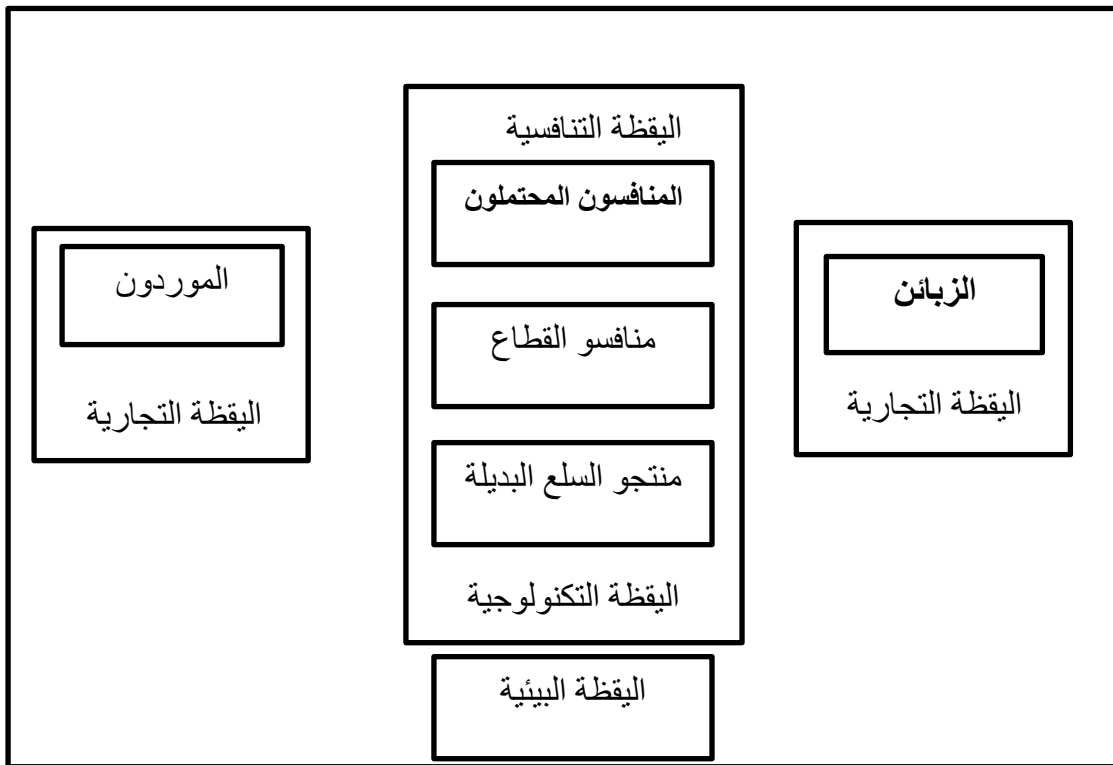 اليقظة التنافسية
المنافسون المحتملون
الزبائن
اليقظة التجارية
الموردون
اليقظة التجارية
منافسو القطاع
منتجو السلع البديلة
اليقظة التكنولوجية
اليقظة البيئية